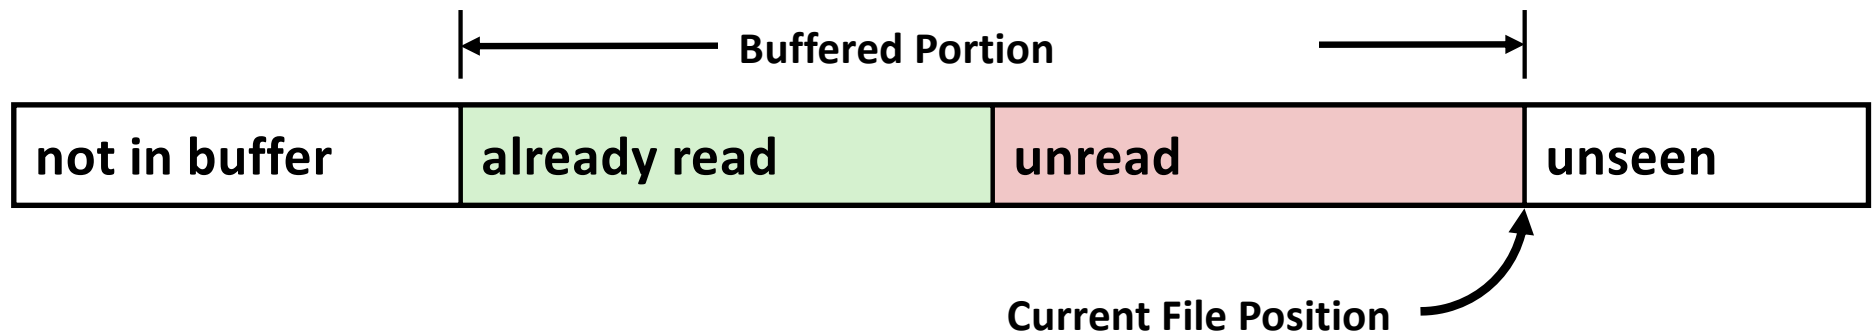 Buffered Portion
not in buffer already read unread unseen
Current File Position